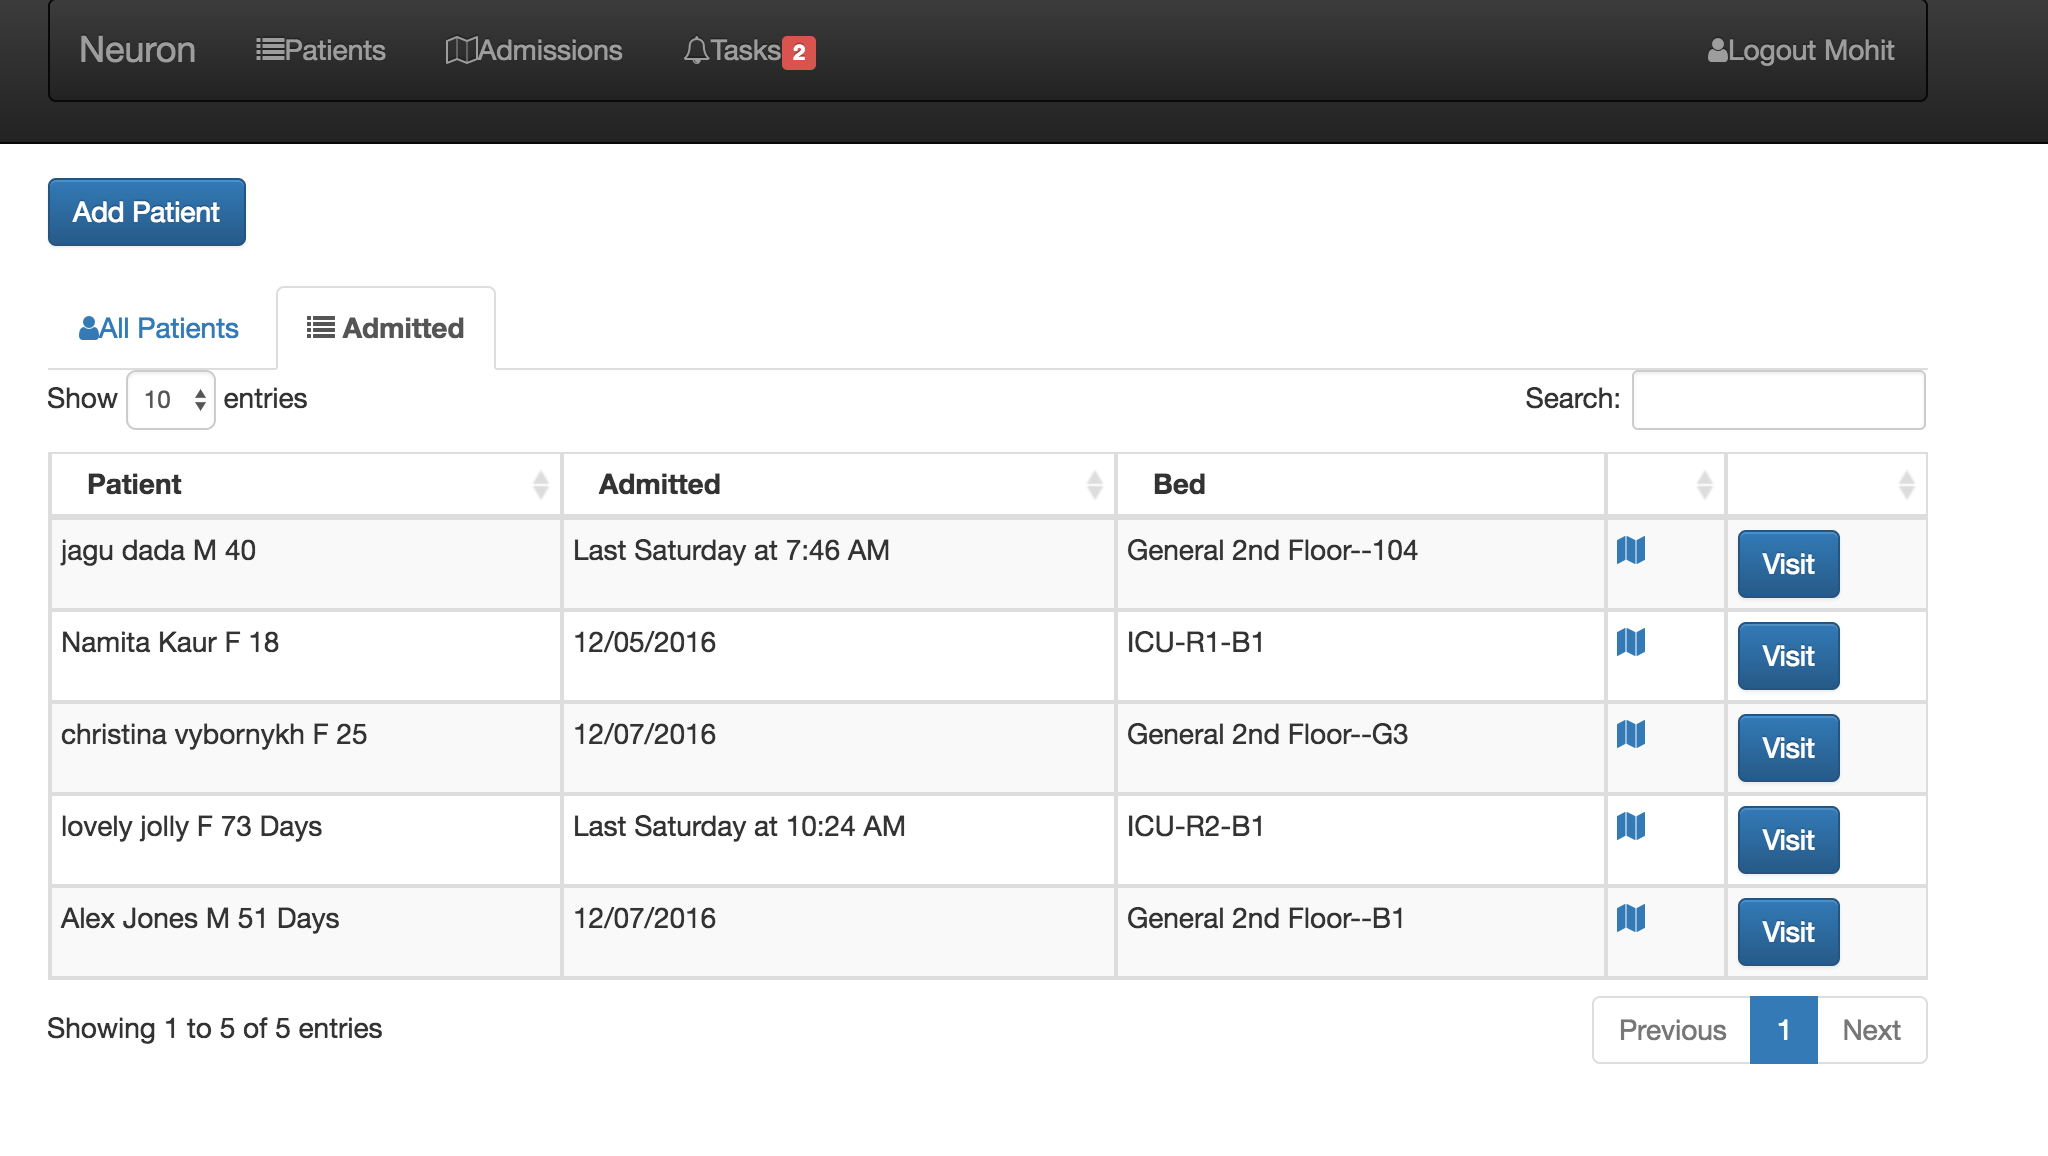 Neuron Patients Admissions Tasks 2 Logout Mohit
Add Patient
All Patients Admitted
Show 10 entries Search:
Patient Admitted Bed
jagu dada M 40 Last Saturday at 7:46 AM General 2nd Floor--104 Visit
Namita Kaur F 18 12/05/2016 ICU-R1-B1 Visit
christina vybornykh F 25 12/07/2016 General 2nd Floor--G3 Visit
lovely jolly F 73 Days Last Saturday at 10:24 AM ICU-R2-B1 Visit
Alex Jones M 51 Days 12/07/2016 General 2nd Floor--B1 Visit
Showing 1 to 5 of 5 entries Previous 1 Next